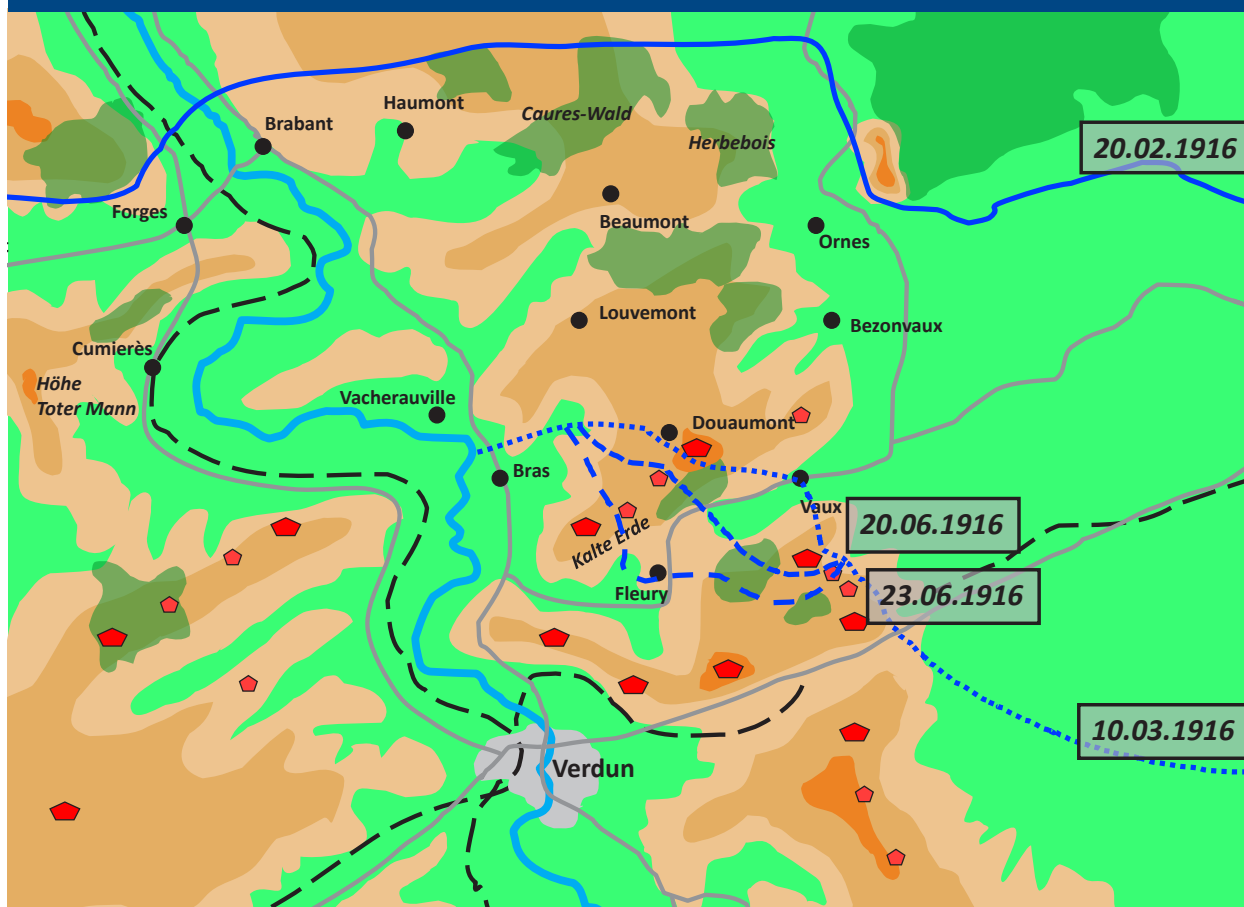 Haumont
Caures-Wald
Brabant
Herbebois
20.02.1916
Forges
Beaumont
Ornes
Louvemont
Bezonvaux
Cumierès
Höhe
Toter Mann
Vacherauville
Douaumont
Bras
Vaux
20.06.1916
Kalte Erde
Fleury
23.06.1916
10.03.1916
Verdun